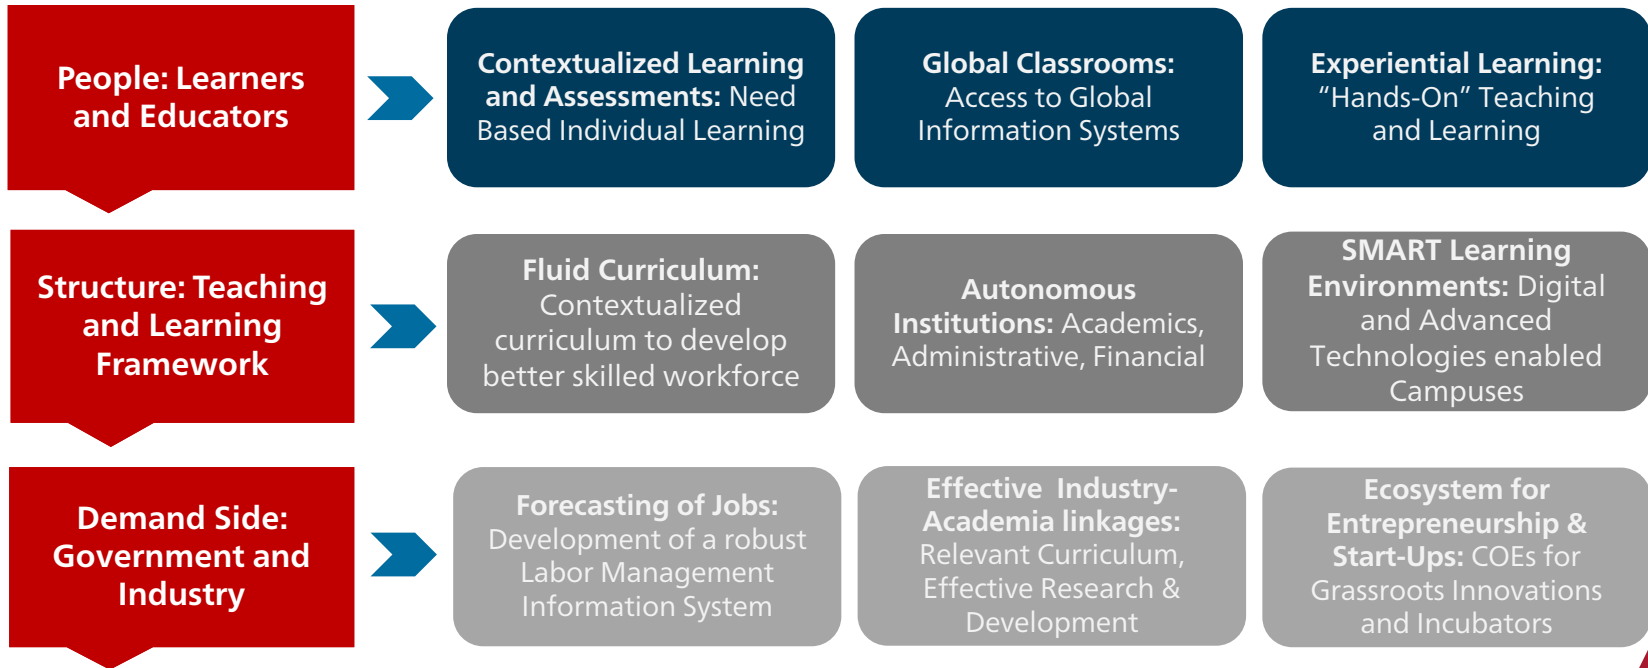 People: Learners
and Educators
Contextualized Learning
and Assessments: Need
Based Individual Learning
Global Classrooms:
Access to Global
Information Systems
Experiential Learning:
“Hands-On” Teaching
and Learning
Structure: Teaching
and Learning
Framework
Fluid Curriculum:
Contextualized
curriculum to develop
better skilled workforce
Autonomous
Institutions: Academics,
Administrative, Financial
SMART Learning
Environments: Digital
and Advanced
Technologies enabled
Campuses
Demand Side:
Government and
Industry
Forecasting of Jobs:
Development of a robust
Labor Management
Information System
Effective  Industry-
Academia linkages:
Relevant Curriculum,
Effective Research &
Development
Ecosystem for
Entrepreneurship &
Start-Ups: COEs for
Grassroots Innovations
and Incubators